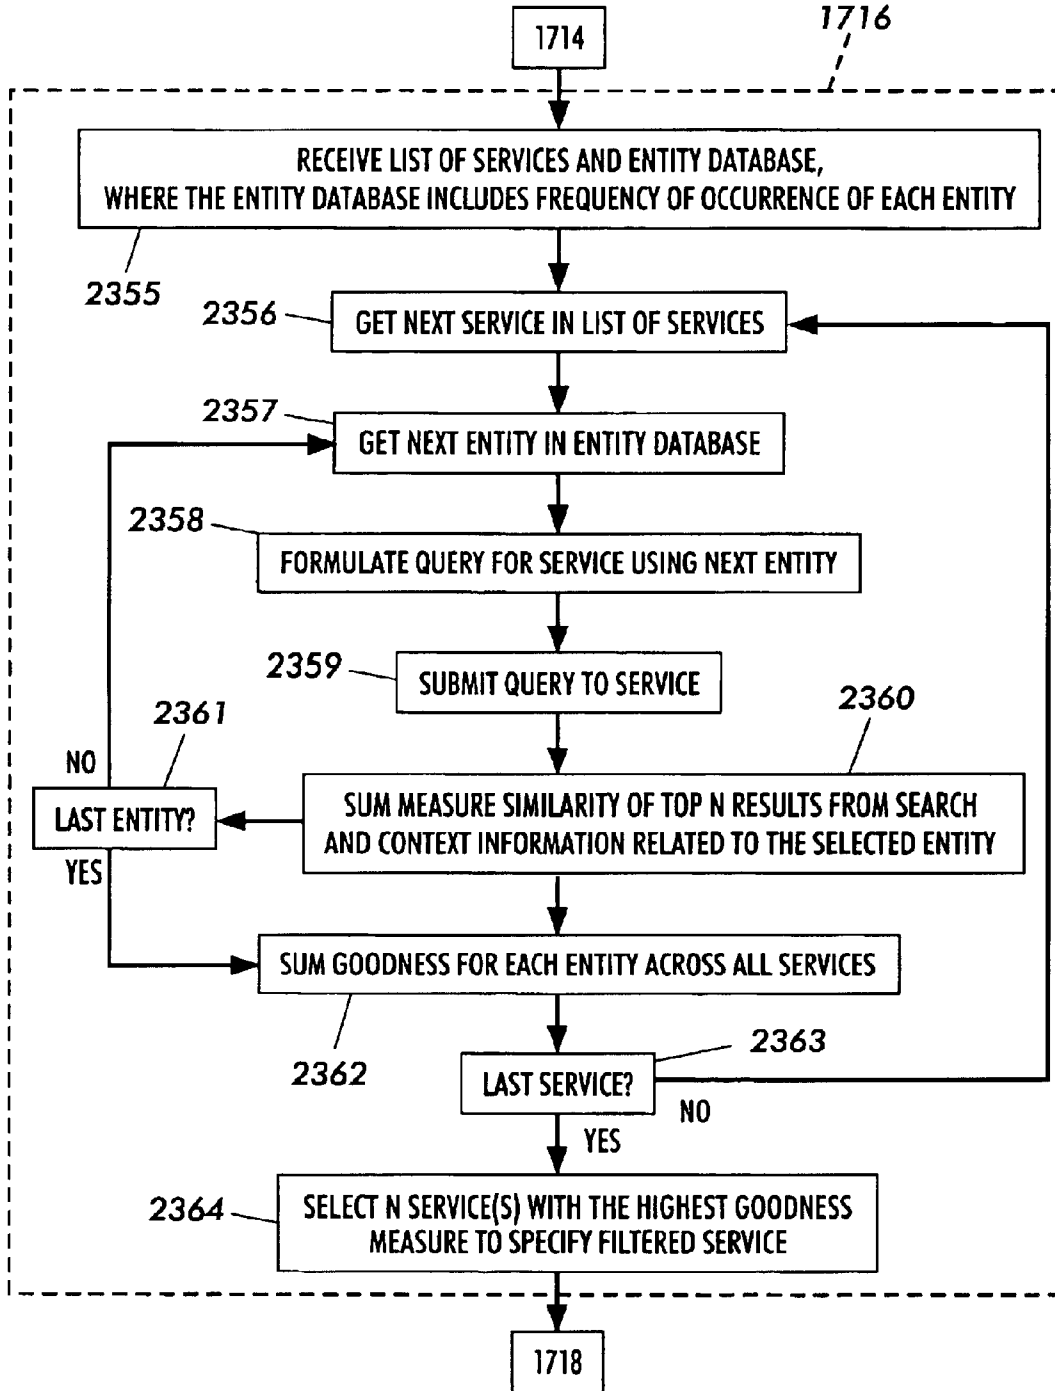 1714
1716
RECEIVE LIST OF SERVICES AND ENTITY DATABASE,
WHERE THE ENTITY DATABASE INCLUDES FREQUENCY OF OCCURRENCE OF EACH ENTITY
2355
2356
GET NEXT SERVICE IN LIST OF SERVICES
2357
GET NEXT ENTITY IN ENTITY DATABASE
2358
FORMULATE QUERY FOR SERVICE USING NEXT ENTITY
2359
SUBMIT QUERY TO SERVICE
2361
2360
NO
LAST ENTITY?
YES
SUM MEASURE SIMILARITY OF TOP N RESULTS FROM SEARCH
AND CONTEXT INFORMATION RELATED TO THE SELECTED ENTITY
SUM GOODNESS FOR EACH ENTITY ACROSS ALL SERVICES
2362
2363
LAST SERVICE?
NO
YES
2364
SELECT N SERVICE(S) WITH THE HIGHEST GOODNESS
MEASURE TO SPECIFY FILTERED SERVICE
1718